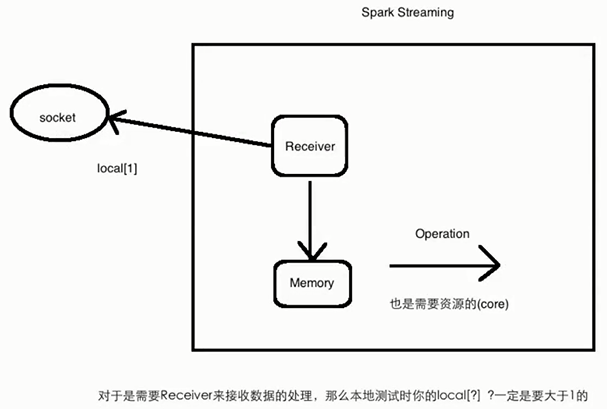 Spark Streaming
socket
Receiver
local[1]
Operation
Memory
也是需要资源的(core)
对于是需要Receiver来接收数据的处理，那么本地测试时你的local[?] ?一定是要大于1的